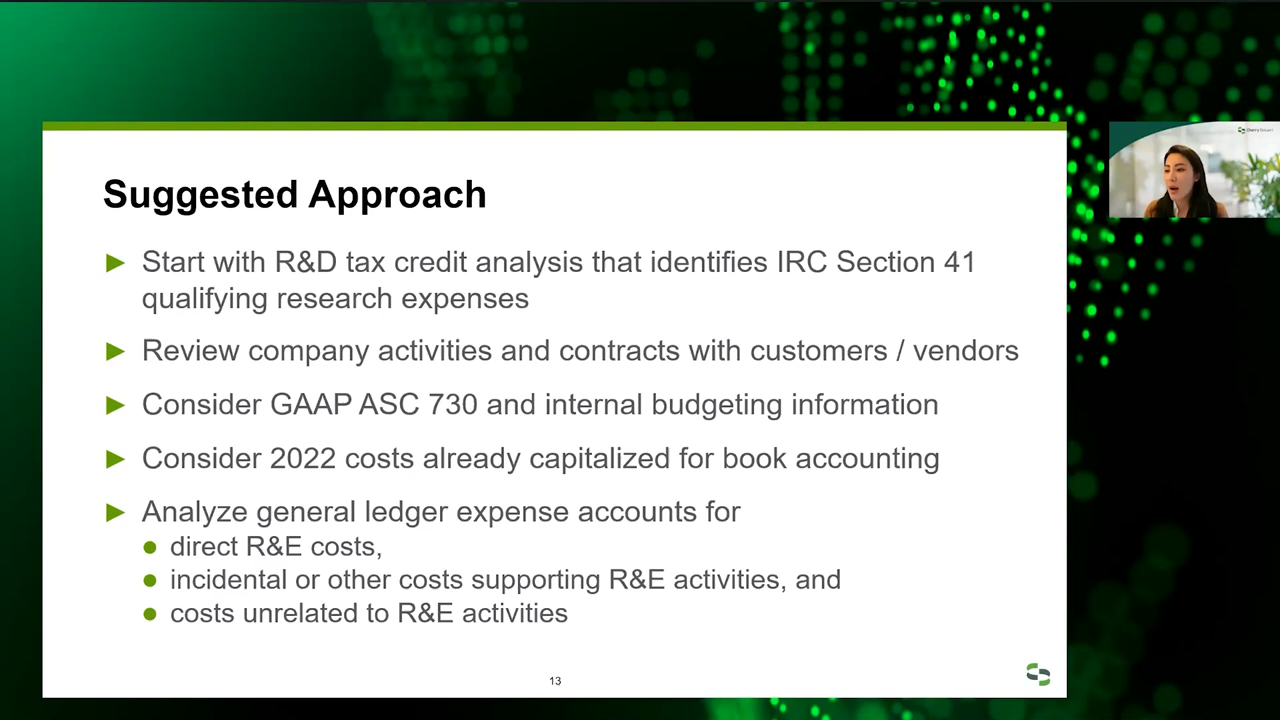 Suggested Approach
Start with R&D tax credit analysis that identifies IRC Section 41
qualifying research expenses
Review company activities and contracts with customers / vendors
Consider GAAP ASC 730 and internal budgeting information
Consider 2022 costs already capitalized for book accounting
Analyze general ledger expense accounts for
direct R&E costs,
incidental or other costs supporting R&E activities, and
costs unrelated to R&E activities
13